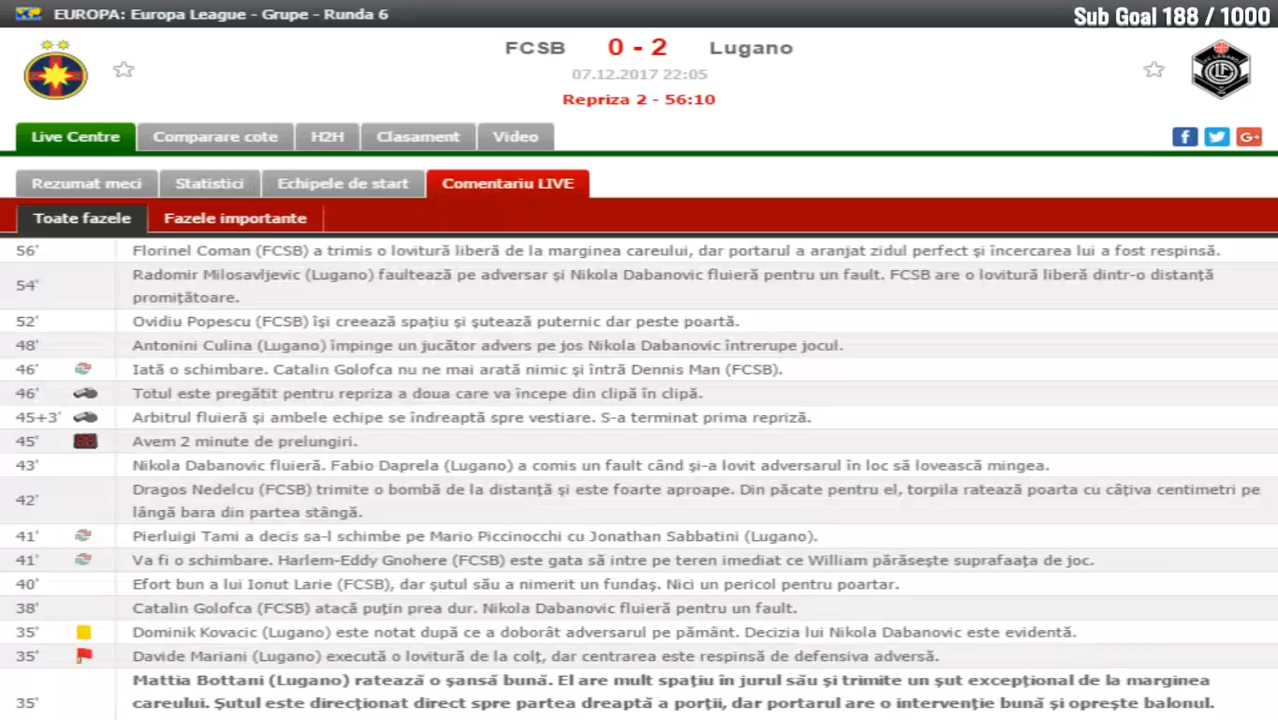 EUROPA: Europa League - Grupe - Runda 6
Sub Goal 188 / 1000
FCSB 0 - 2 Lugano
07.12.2017 22:05
Repriza 2 - 56:10
Live Centre Comparare cote H2H Clasament Video
Rezumat meci Statistici Echipele de start Comentariu LIVE
Toate fazele Fazele importante
56' Florinel Coman (FCSB) a trimis o lovitură liberă de la marginea careului, dar portarul a aranjat zidul perfect şi încercarea lui a fost respinsă.
54' Radomir Milosavljevic (Lugano) faultează pe adversar şi Nikola Dabanovic fluieră pentru un fault. FCSB are o lovitură liberă dintr-o distanţă
promiţătoare.
52' Ovidiu Popescu (FCSB) îşi creează spaţiu şi şutează puternic dar peste poartă.
48' Antonini Culina (Lugano) împinge un jucător advers pe jos Nikola Dabanovic întrerupe jocul.
46' Iată o schimbare. Catalin Golofca nu ne mai arată nimic şi întră Dennis Man (FCSB).
46' Totul este pregătit pentru repriza a doua care va începe din clipă în clipă.
45+3' Arbitrul fluieră şi ambele echipe se îndreaptă spre vestiare. S-a terminat prima repriză.
45' Avem 2 minute de prelungiri.
43' Nikola Dabanovic fluieră. Fabio Daprela (Lugano) a comis un fault când şi-a lovit adversarul în loc să lovească mingea.
42' Dragos Nedelcu (FCSB) trimite o bombă de la distanţă şi este foarte aproape. Din păcate pentru el, torpila ratează poarta cu câţiva centimetri pe
lângă bara din partea stângă.
41' Pierluigi Tami a decis sa-l schimbe pe Mario Piccinocchi cu Jonathan Sabbatini (Lugano).
41' Va fi o schimbare. Harlem-Eddy Gnohere (FCSB) este gata să intre pe teren imediat ce William părăseşte suprafaaţa de joc.
40' Efort bun a lui Ionut Larie (FCSB), dar şutul său a nimerit un fundaş. Nici un pericol pentru poartar.
38' Catalin Golofca (FCSB) atacă puţin prea dur. Nikola Dabanovic fluieră pentru un fault.
35' Dominik Kovacic (Lugano) este notat după ce a doborât adversarul pe pământ. Decizia lui Nikola Dabanovic este evidentă.
35' Davide Mariani (Lugano) execută o lovitură de la colţ, dar centrarea este respinsă de defensiva adversă.
35' Mattia Bottani (Lugano) ratează o şansă bună. El are mult spaţiu în jurul său şi trimite un şut excepţional de la marginea
careului. Şutul este direcţionat direct spre partea dreaptă a porţii, dar portarul are o intervenţie bună şi opreşte balonul.